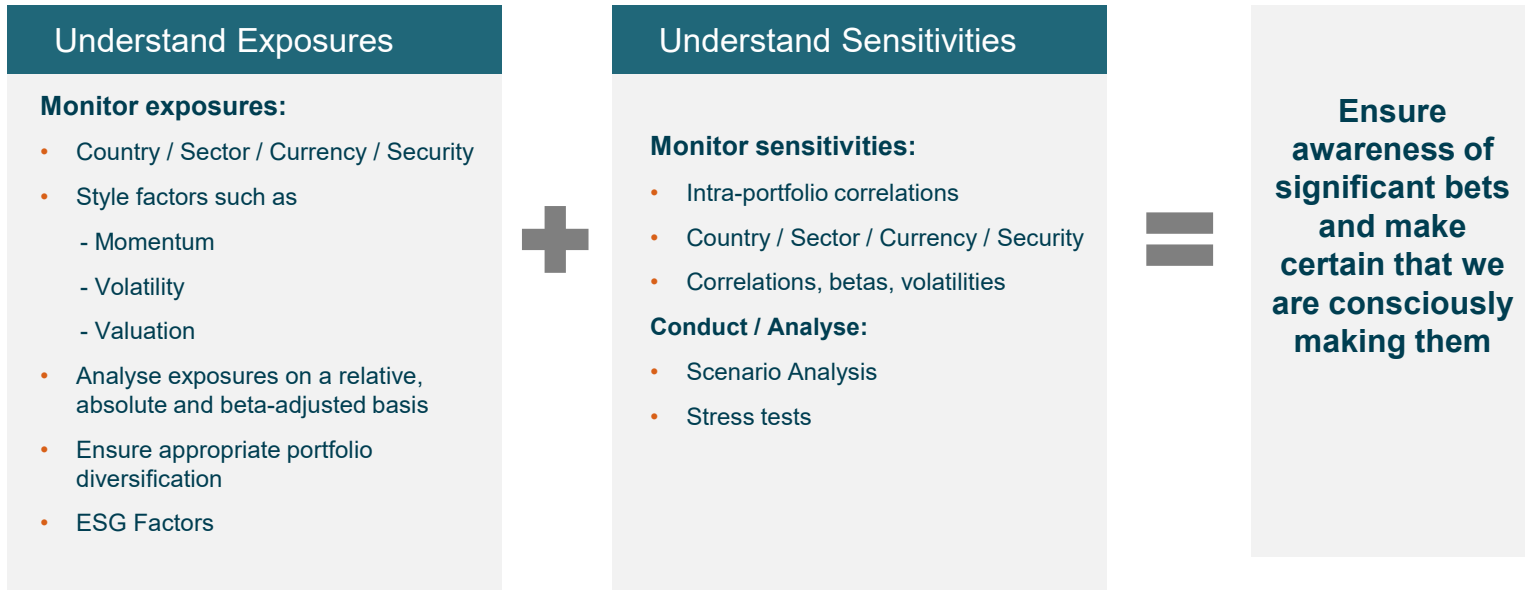 Understand Exposures
Monitor exposures:
• Country / Sector / Currency / Security
• Style factors such as
- Momentum
- Volatility
- Valuation
• Analyse exposures on a relative,
absolute and beta-adjusted basis
• Ensure appropriate portfolio
diversification
• ESG Factors
Understand Sensitivities
Monitor sensitivities:
• Intra-portfolio correlations
• Country / Sector / Currency / Security
• Correlations, betas, volatilities
Conduct / Analyse:
• Scenario Analysis
• Stress tests
Ensure
awareness of
significant bets
and make
certain that we
are consciously
making them